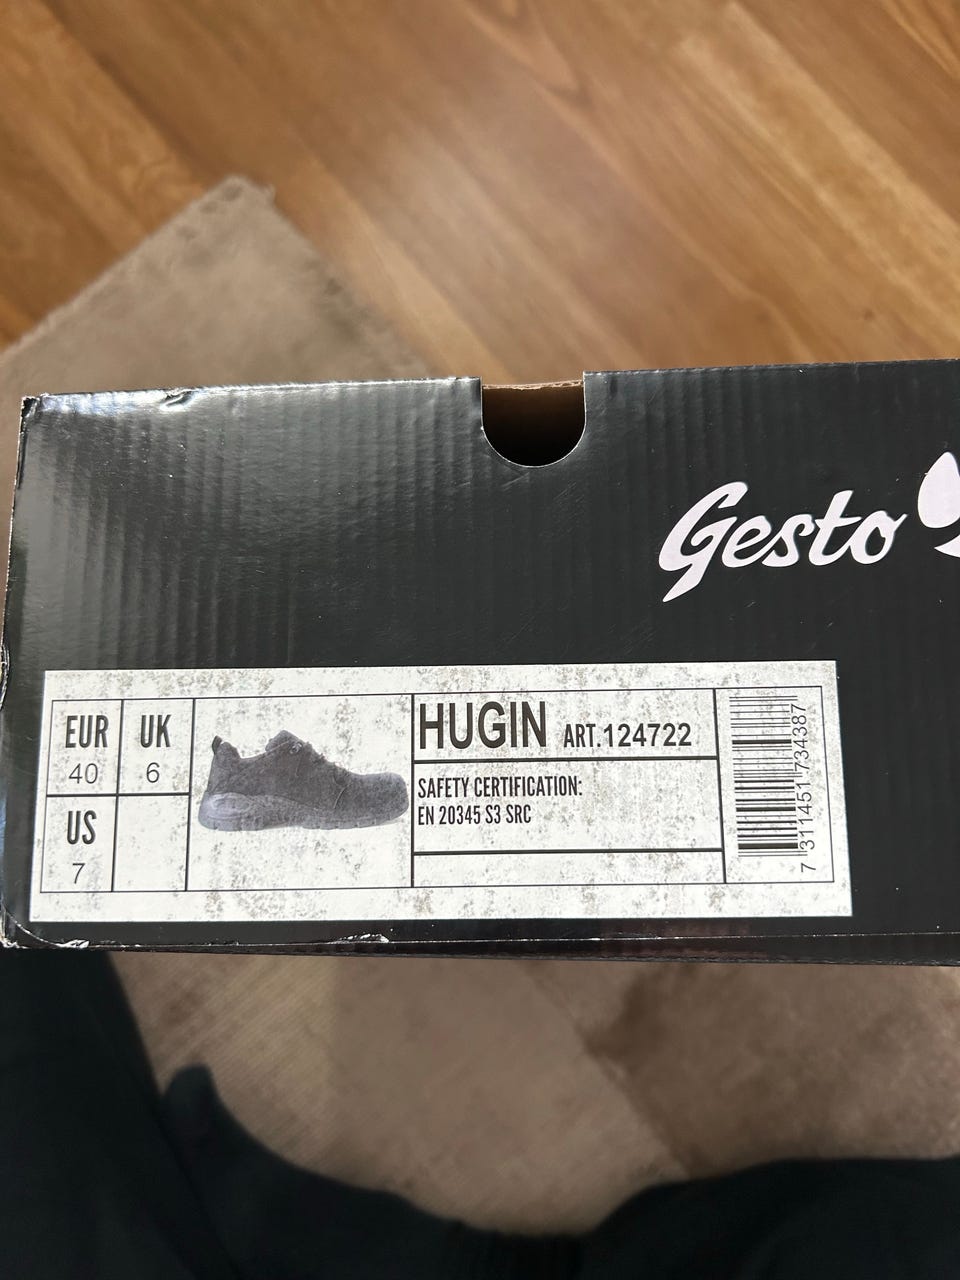 Gesto
EUR
40
UK
6
US
7
HUGIN ART.124722
SAFETY CERTIFICATION:
EN 20345 S3 SRC
7 311451 734387